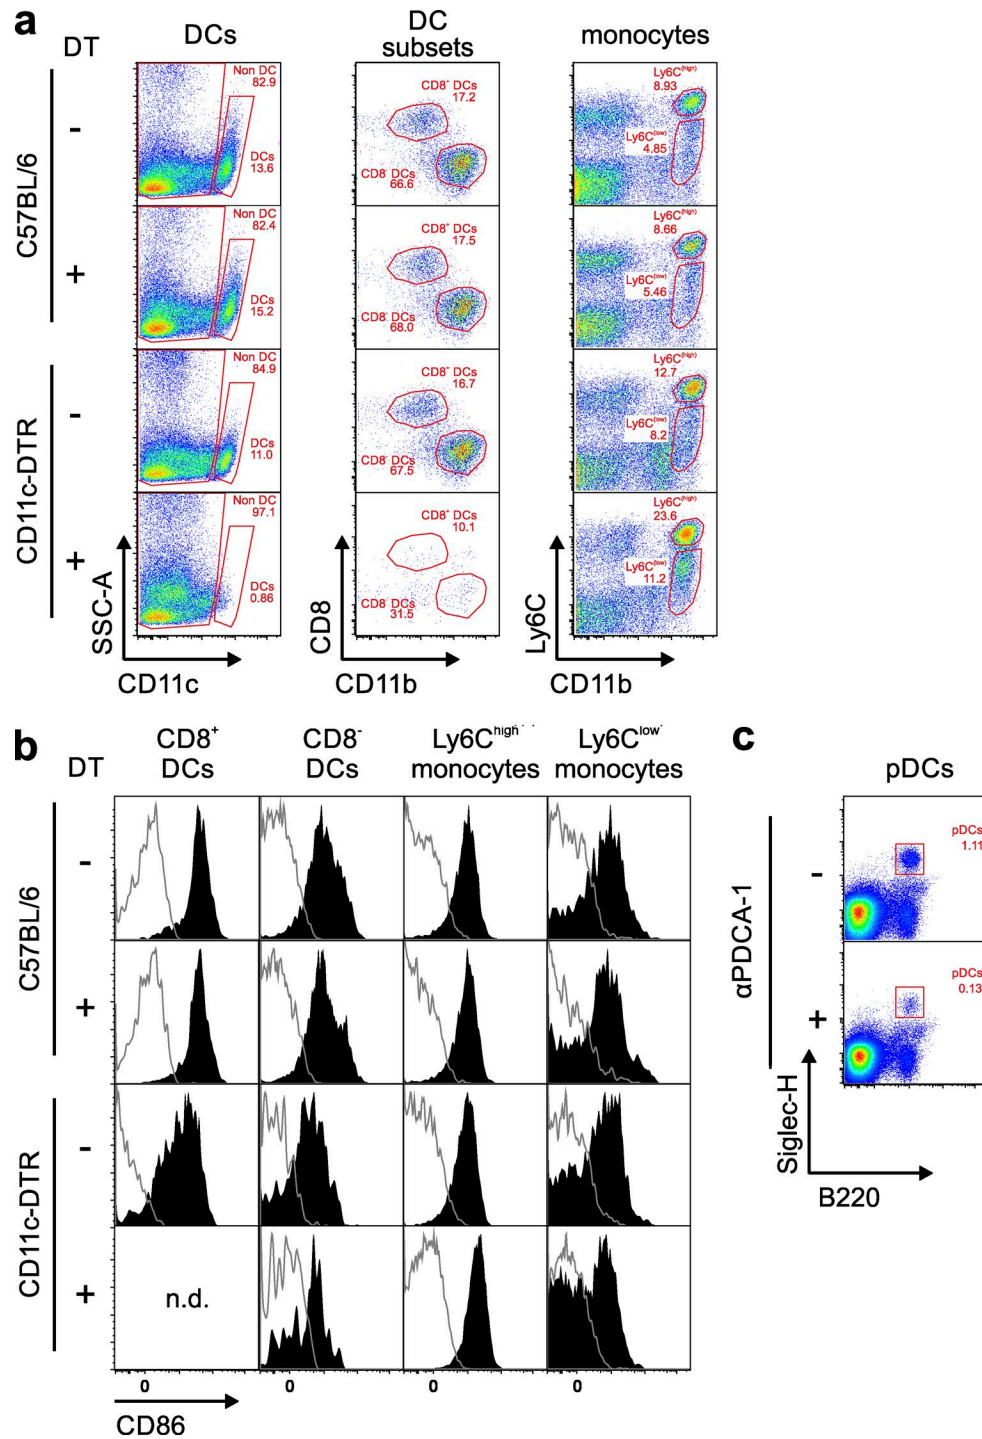 a
DT
DCs
DC
subsets
monocytes
C57BL/6
-
Non DC
82.9
DCs
13.6
CD8⁺ DCs
17.2
CD8⁻ DCs
66.6
Ly6C(high)
8.93
Ly6C(low)
4.85
+
Non DC
82.4
DCs
15.2
CD8⁺ DCs
17.5
CD8⁻ DCs
68.0
Ly6C(high)
8.66
Ly6C(low)
5.46
CD11c-DTR
-
Non DC
84.9
DCs
11.0
CD8⁺ DCs
16.7
CD8⁻ DCs
67.5
Ly6C(high)
12.7
Ly6C(low)
8.2
+
Non DC
97.1
DCs
0.86
CD8⁺ DCs
10.1
CD8⁻ DCs
31.5
Ly6C(high)
23.6
Ly6C(low)
11.2
SSC-A
CD11c
CD8
CD11b
Ly6C
CD11b
b
DT
CD8⁺
DCs
CD8⁻
DCs
Ly6Chigh
monocytes
Ly6Clow
monocytes
C57BL/6
-
+
CD11c-DTR
-
+
n.d.
0 0 0 0
CD86
c
pDCs
αPDCA-1
-
pDCs
1.11
+
pDCs
0.13
Siglec-H
B220